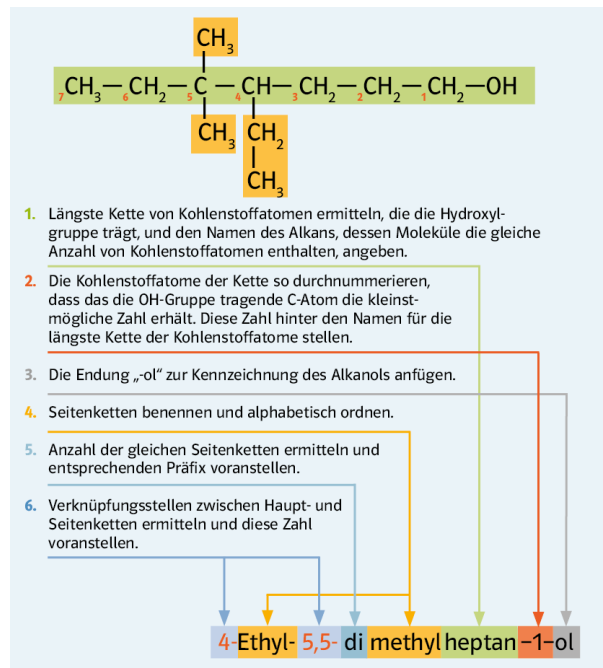 CH₃
CH₃—CH₂—C—CH—CH₂—CH₂—CH₂—OH
7 6 5 4 3 2 1
CH₃ CH₂
CH₃
1. Längste Kette von Kohlenstoffatomen ermitteln, die die Hydroxyl-
gruppe trägt, und den Namen des Alkans, dessen Moleküle die gleiche
Anzahl von Kohlenstoffatomen enthalten, angeben.
2. Die Kohlenstoffatome der Kette so durchnummerieren,
dass das die OH-Gruppe tragende C-Atom die kleinst-
mögliche Zahl erhält. Diese Zahl hinter den Namen für die
längste Kette der Kohlenstoffatome stellen.
3. Die Endung „-ol“ zur Kennzeichnung des Alkanols anfügen.
4. Seitenketten benennen und alphabetisch ordnen.
5. Anzahl der gleichen Seitenketten ermitteln und
entsprechenden Präfix voranstellen.
6. Verknüpfungsstellen zwischen Haupt- und
Seitenketten ermitteln und diese Zahl
voranstellen.
4-Ethyl-5,5-dimethylheptan–1–ol